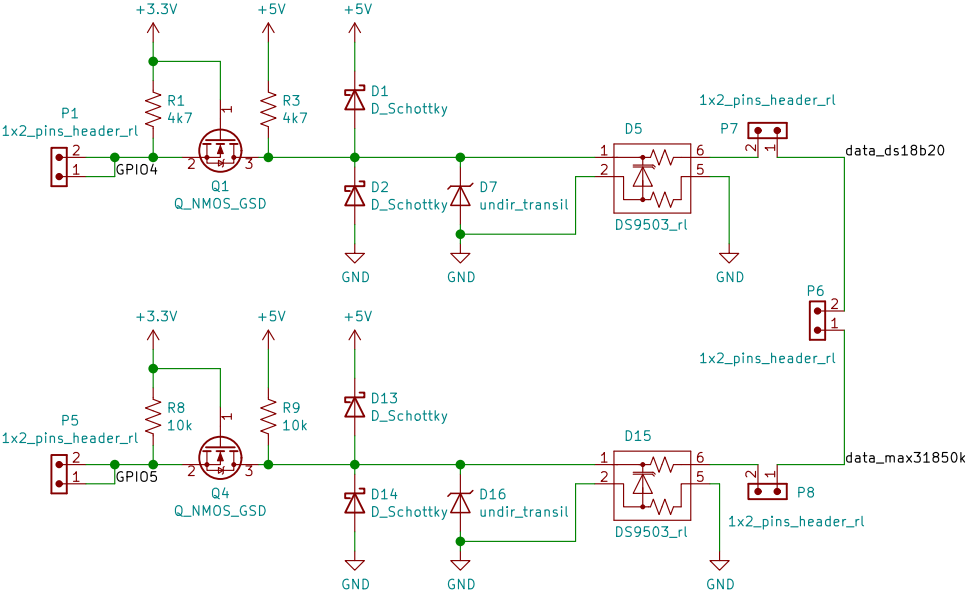 +3.3V +5V +5V
P1
1x2_pins_header_rl
2
1
GPIO4
R1
4k7
1
2 3
Q1
Q_NMOS_GSD
R3
4k7
D1
D_Schottky
D2
D_Schottky
GND
D7
undir_transil
GND
D5
1 6
2 5
DS9503_rl
GND
1x2_pins_header_rl
P7
2 1
data_ds18b20
P6
2
1
1x2_pins_header_rl
+3.3V +5V +5V
P5
1x2_pins_header_rl
2
1
GPIO5
R8
10k
1
2 3
Q4
Q_NMOS_GSD
R9
10k
D13
D_Schottky
D14
D_Schottky
GND
D16
undir_transil
GND
D15
1 6
2 5
DS9503_rl
GND
data_max31850k
2 1
P8
1x2_pins_header_rl